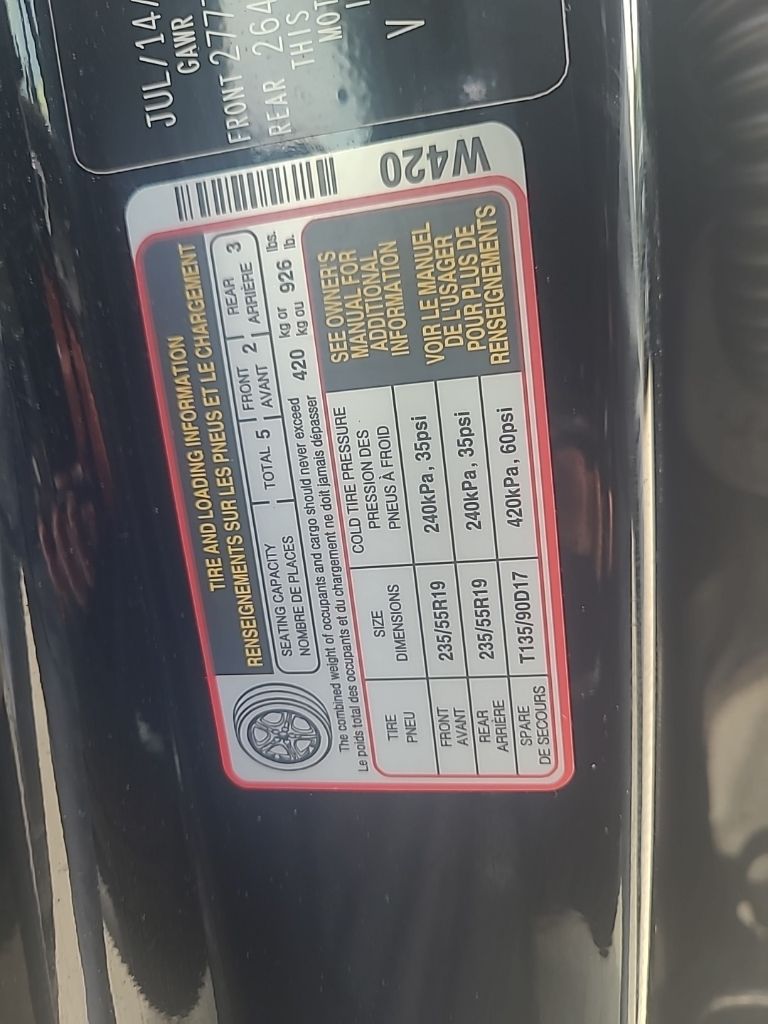 JUL/14/
GAWR
FRONT 277
REAR 264
THIS
MOT
V
W420
TIRE AND LOADING INFORMATION
RENSEIGNEMENTS SUR LES PNEUS ET LE CHARGEMENT
SEATING CAPACITY
NOMBRE DE PLACES
TOTAL 5
FRONT
AVANT
2
REAR
ARRIÈRE
3
The combined weight of occupants and cargo should never exceed
Le poids total des occupants et du chargement ne doit jamais dépasser
420
kg or
kg ou
926
lbs.
lb.
TIRE
PNEU
SIZE
DIMENSIONS
COLD TIRE PRESSURE
PRESSION DES
PNEUS À FROID
FRONT
AVANT
235/55R19
240kPa, 35psi
REAR
ARRIÈRE
235/55R19
240kPa, 35psi
SPARE
DE SECOURS
T135/90D17
420kPa, 60psi
SEE OWNER'S
MANUAL FOR
ADDITIONAL
INFORMATION
VOIR LE MANUEL
DE L'USAGER
POUR PLUS DE
RENSEIGNEMENTS